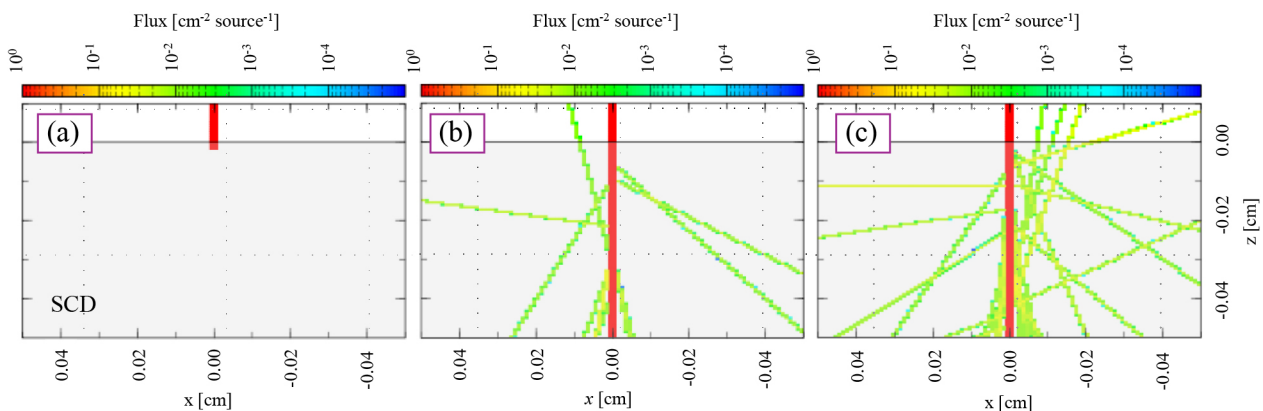 Flux [cm⁻² source⁻¹] Flux [cm⁻² source⁻¹] Flux [cm⁻² source⁻¹]
10⁰ 10⁻¹ 10⁻² 10⁻³ 10⁻⁴ 10⁰ 10⁻¹ 10⁻² 10⁻³ 10⁻⁴ 10⁰ 10⁻¹ 10⁻² 10⁻³ 10⁻⁴
(a) (b) (c)
SCD
0.00 -0.02 -0.04
z [cm]
0.04 0.02 0.00 -0.02 -0.04 0.04 0.02 0.00 -0.02 -0.04 0.04 0.02 0.00 -0.02 -0.04
x [cm] x [cm] x [cm]